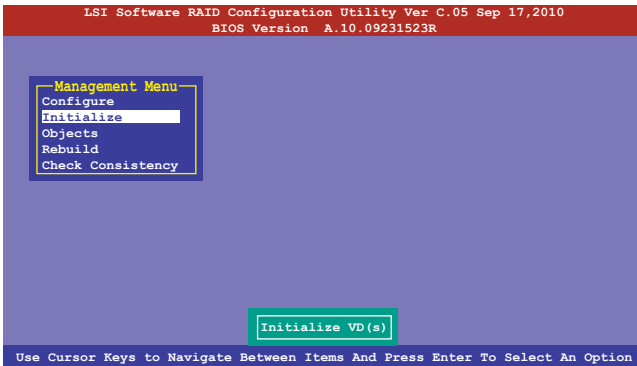 LSI Software RAID Configuration Utility Ver C.05 Sep 17,2010
BIOS Version A.10.09231523R
Management Menu
Configure
Initialize
Objects
Rebuild
Check Consistency
Initialize VD(s)
Use Cursor Keys to Navigate Between Items And Press Enter To Select An Option